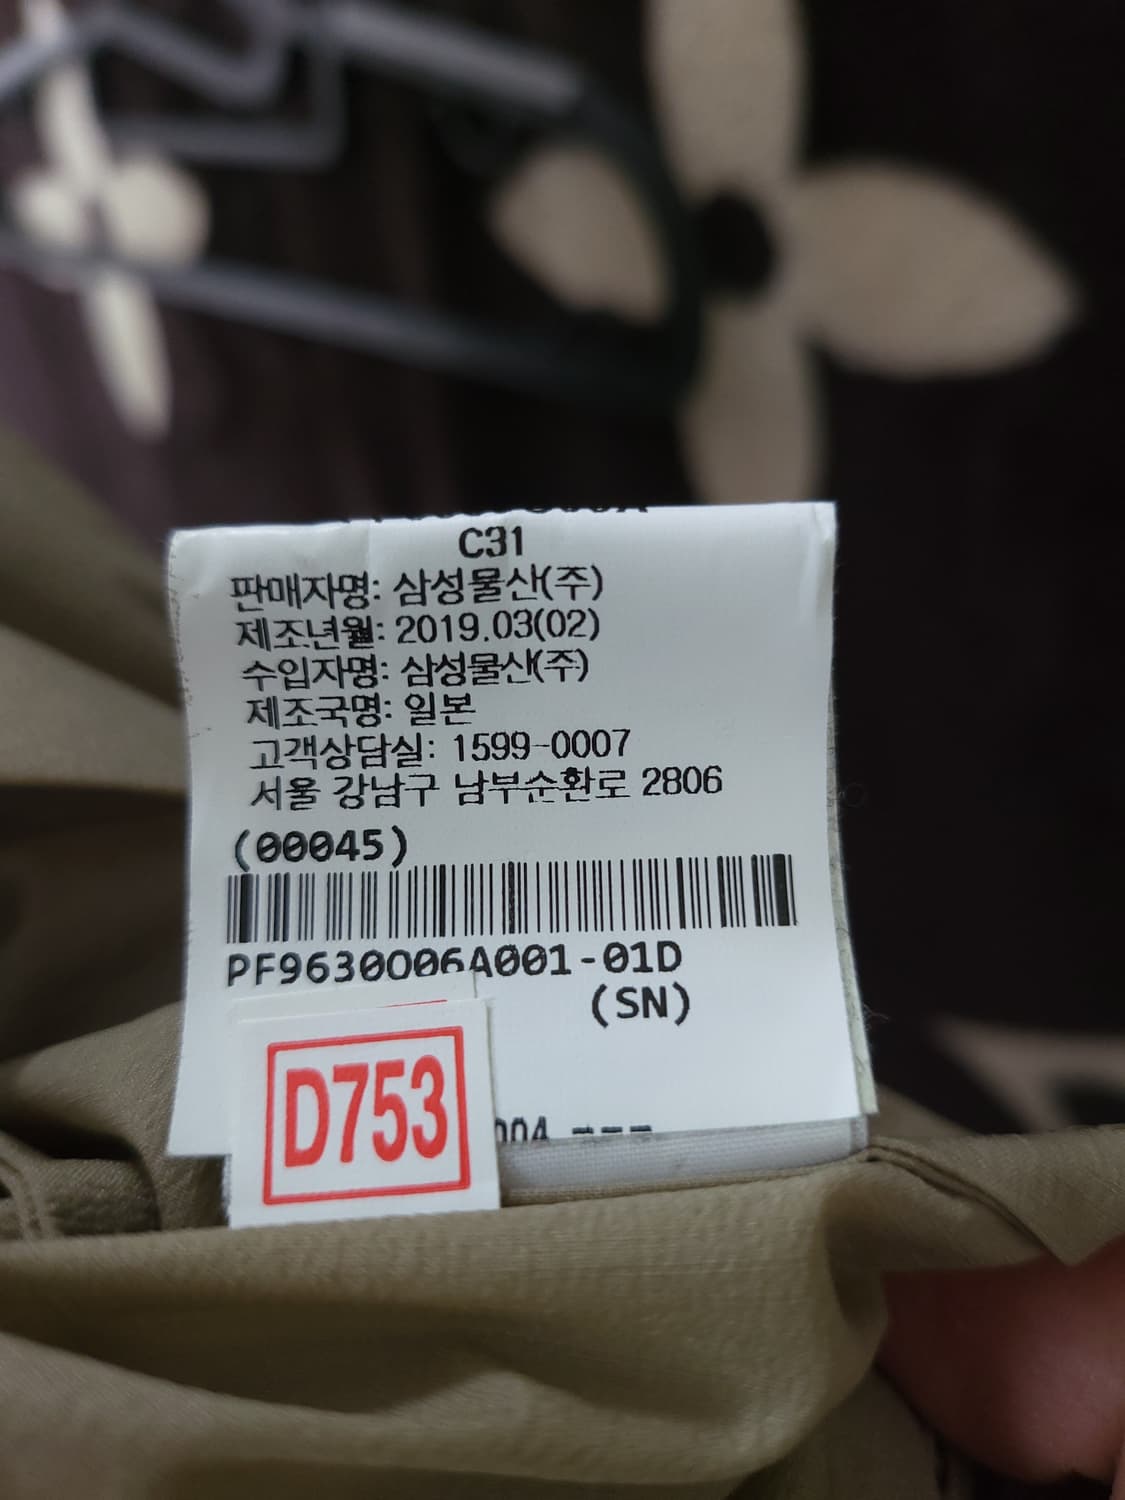 C31
판매자명: 삼성물산(주)
제조년월: 2019.03(02)
수입자명: 삼성물산(주)
제조국명: 일본
고객상담실: 1599-0007
서울 강남구 남부순환로 2806
(00045)
PF9630006A001-01D
(SN)
D753
004 ---